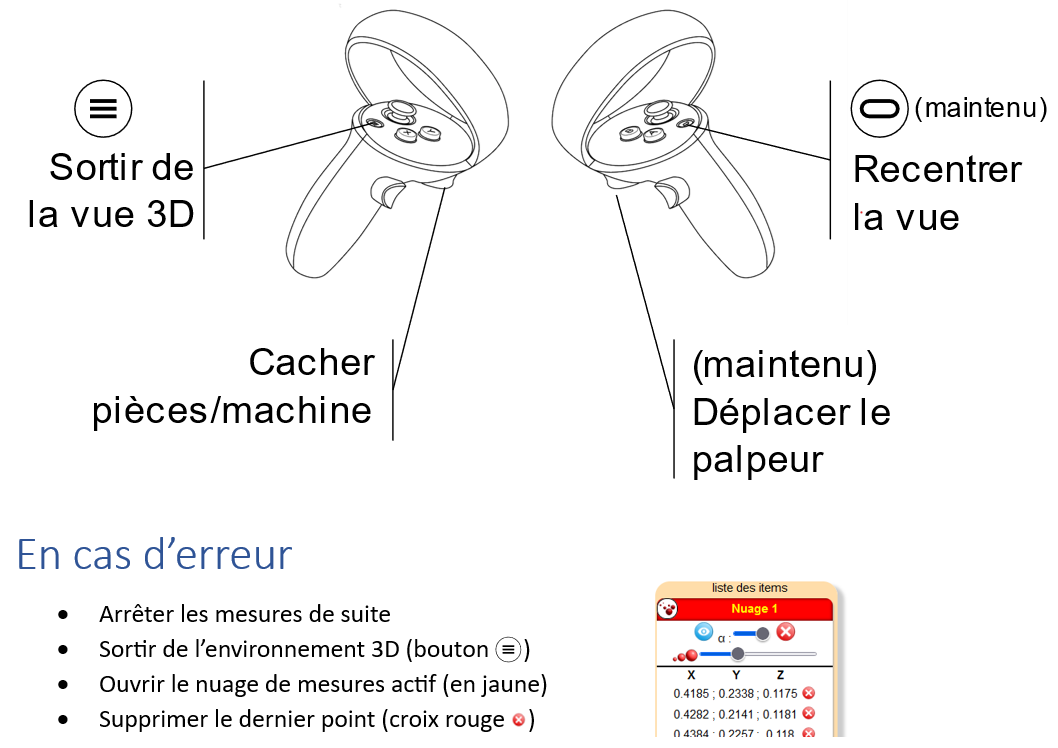 (maintenu)
Sortir de
la vue 3D
Recentrer
la vue
Cacher
pièces/machine
(maintenu)
Déplacer le
palpeur
En cas d’erreur
• Arrêter les mesures de suite
• Sortir de l’environnement 3D (bouton )
• Ouvrir le nuage de mesures actif (en jaune)
• Supprimer le dernier point (croix rouge )
liste des items
Nuage 1
α :
X Y Z
0.4185 ; 0.2338 ; 0.1175
0.4282 ; 0.2141 ; 0.1181
0.4384 ; 0.2257 ; 0.118